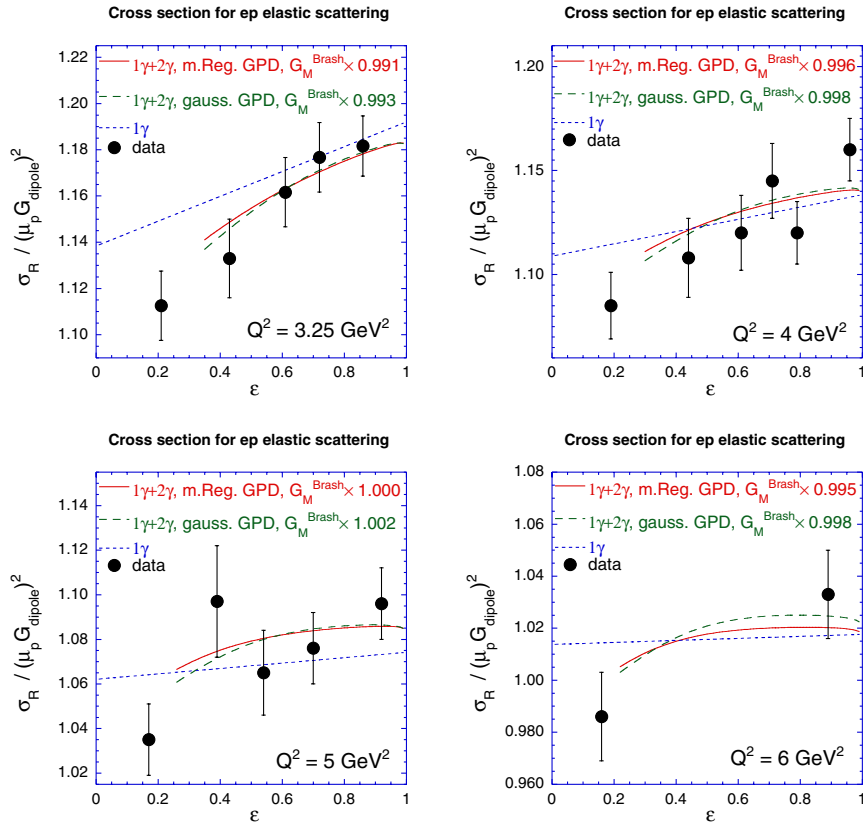 Cross section for ep elastic scattering
1.22
1.20
1.18
1.16
1.14
1.12
1.10
σ_R / (μ_p G_dipole)^2
1γ+2γ, m.Reg. GPD, G_M^Brash × 0.991
1γ+2γ, gauss. GPD, G_M^Brash × 0.993
1γ
data
Q^2 = 3.25 GeV^2
0 0.2 0.4 0.6 0.8 1
ε
Cross section for ep elastic scattering
1.15
1.10
σ_R / (μ_p G_dipole)^2
1γ+2γ, m.Reg. GPD, G_M^Brash × 0.996
1γ+2γ, gauss. GPD, G_M^Brash × 0.998
1γ
data
Q^2 = 4 GeV^2
0 0.2 0.4 0.6 0.8 1
ε
Cross section for ep elastic scattering
1.14
1.12
1.10
1.08
1.06
1.04
1.02
σ_R / (μ_p G_dipole)^2
1γ+2γ, m.Reg. GPD, G_M^Brash × 1.000
1γ+2γ, gauss. GPD, G_M^Brash × 1.002
1γ
data
Q^2 = 5 GeV^2
0 0.2 0.4 0.6 0.8 1
ε
Cross section for ep elastic scattering
1.08
1.06
1.04
1.02
1.00
0.980
0.960
σ_R / (μ_p G_dipole)^2
1γ+2γ, m.Reg. GPD, G_M^Brash × 0.995
1γ+2γ, gauss. GPD, G_M^Brash × 0.998
1γ
data
Q^2 = 6 GeV^2
0 0.2 0.4 0.6 0.8 1
ε